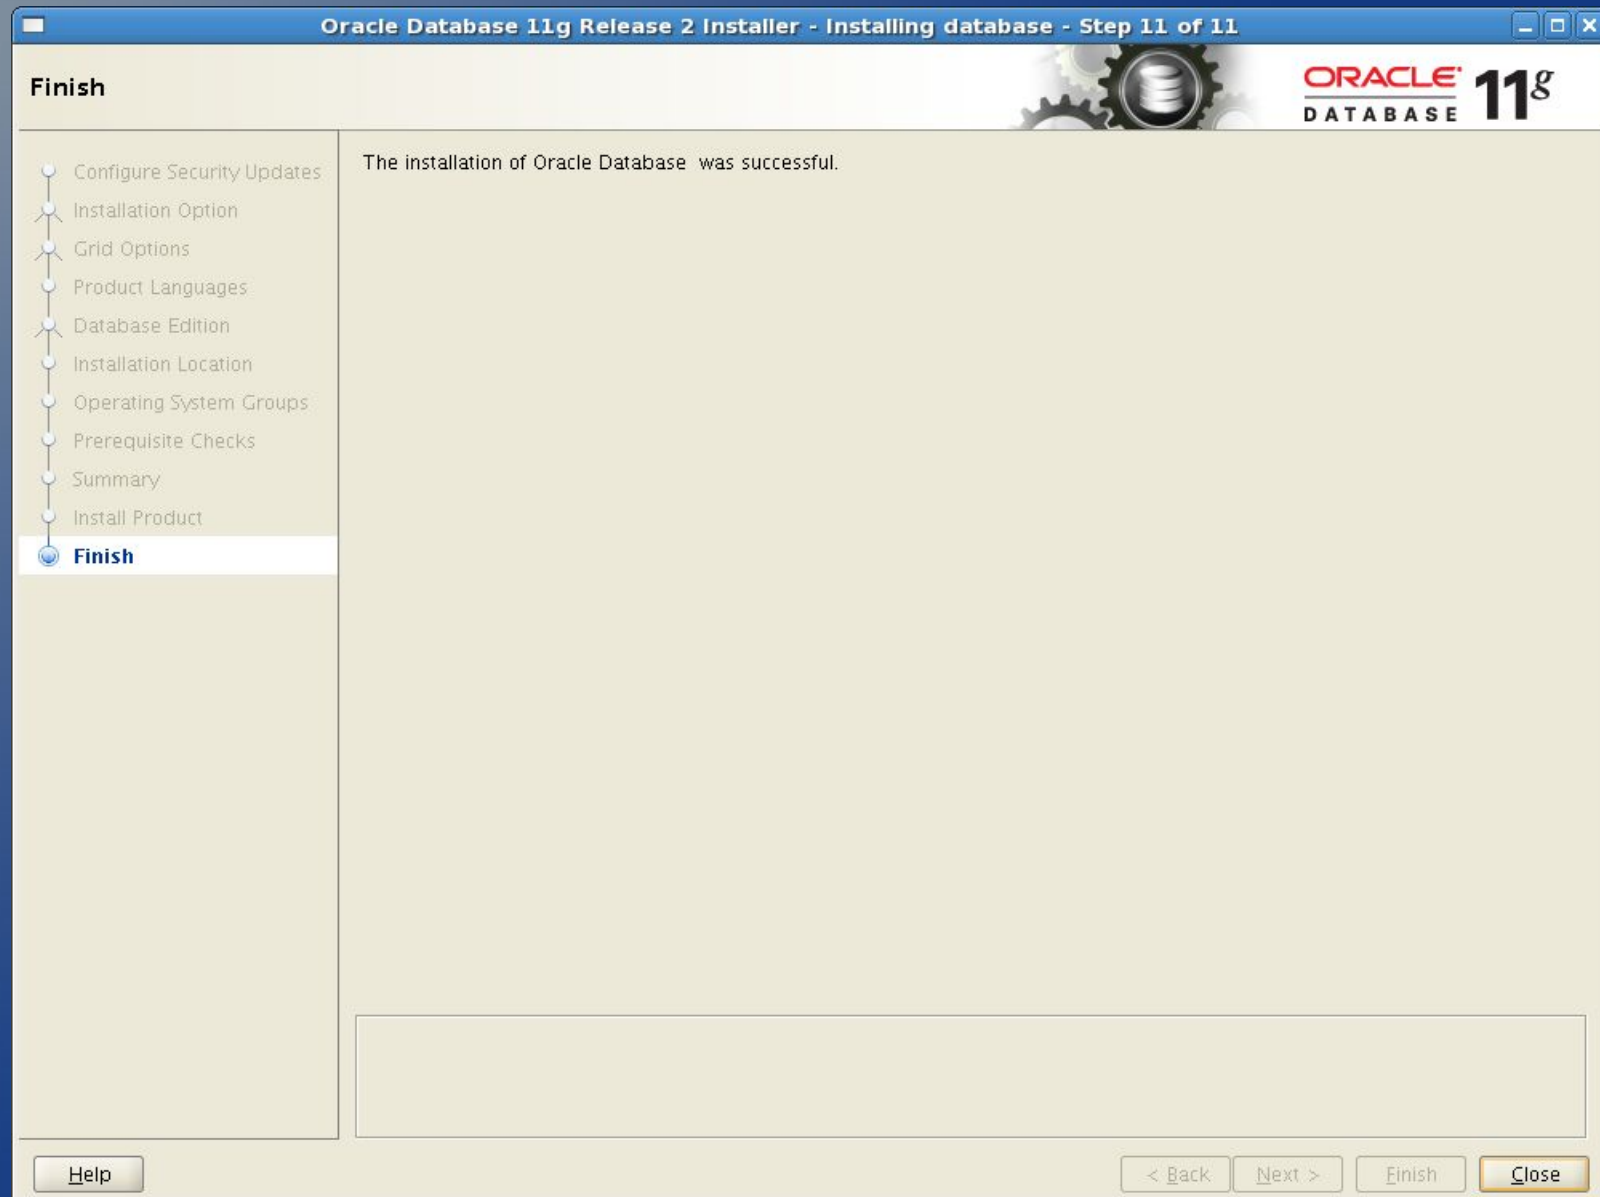 Oracle Database 11g Release 2 Installer - Installing database - Step 11 of 11
Finish
ORACLE 11g
DATABASE
Configure Security Updates
Installation Option
Grid Options
Product Languages
Database Edition
Installation Location
Operating System Groups
Prerequisite Checks
Summary
Install Product
Finish
The installation of Oracle Database  was successful.
Help
< Back
Next >
Finish
Close